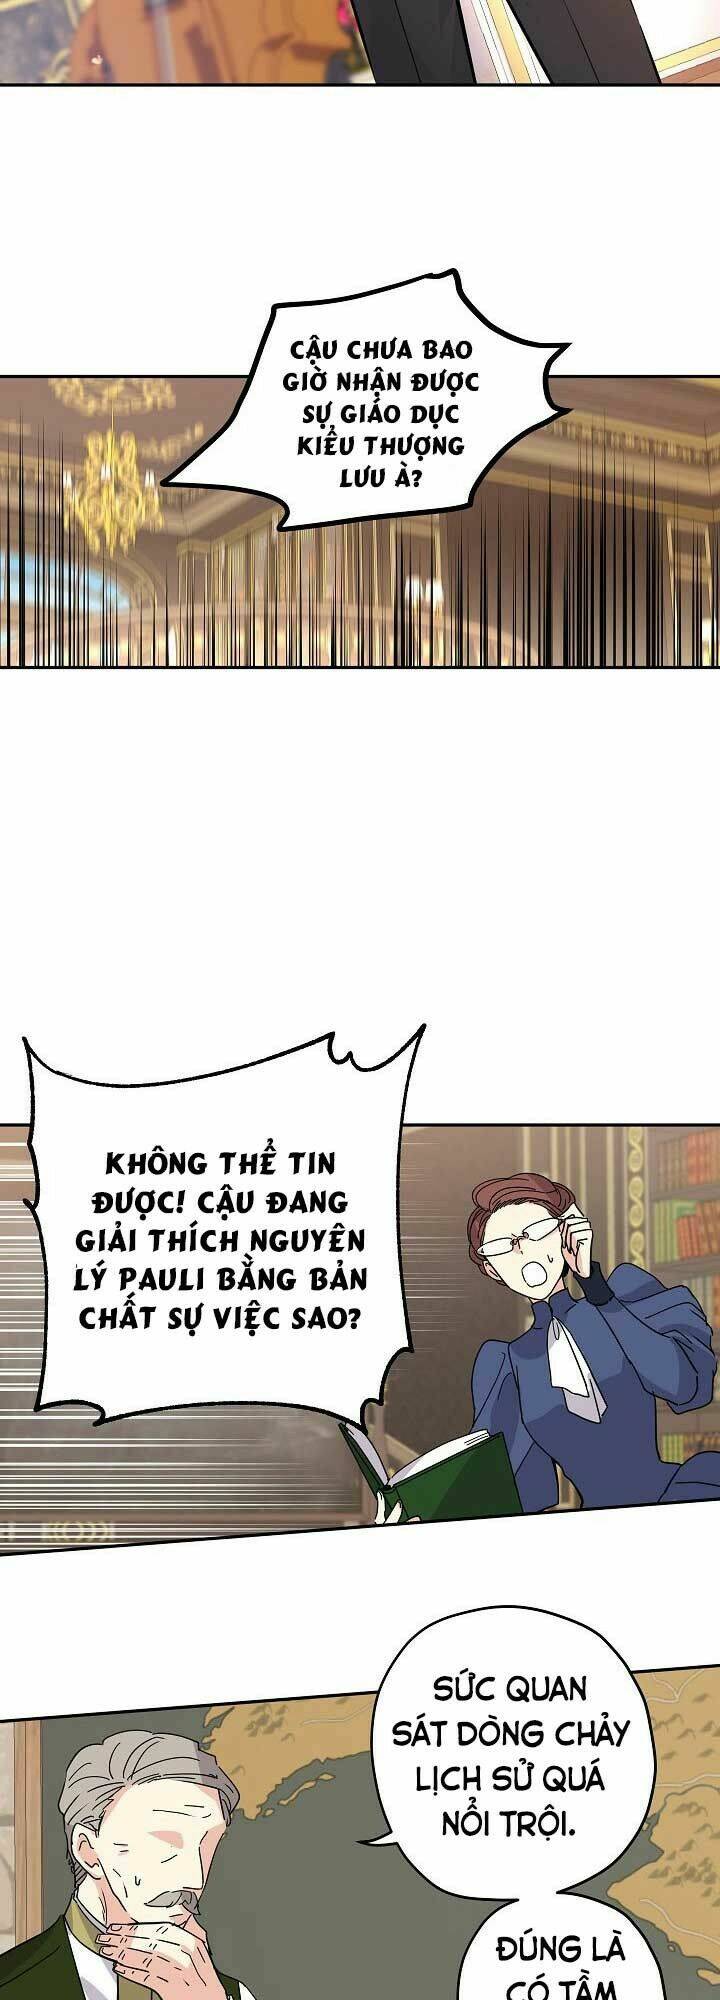 CẬU CHƯA BAO
GIỜ NHẬN ĐƯỢC
SỰ GIÁO DỤC
KIỂU THƯỢNG
LƯU À?
KHÔNG THỂ TIN
ĐƯỢC! CẬU ĐANG
GIẢI THÍCH NGUYÊN
LÝ PAULI BẰNG BẢN
CHẤT SỰ VIỆC SAO?
SỨC QUAN
SÁT DÒNG CHẢY
LỊCH SỬ QUÁ
NỔI TRỘI.
ĐÚNG LÀ
CÓ TẦM